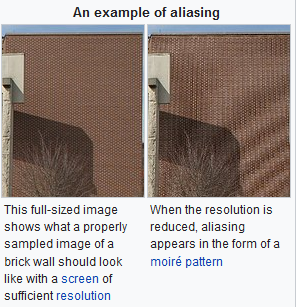 An example of aliasing
This full-sized image
shows what a properly
sampled image of a
brick wall should look
like with a screen of
sufficient resolution
When the resolution is
reduced, aliasing
appears in the form of a
moiré pattern